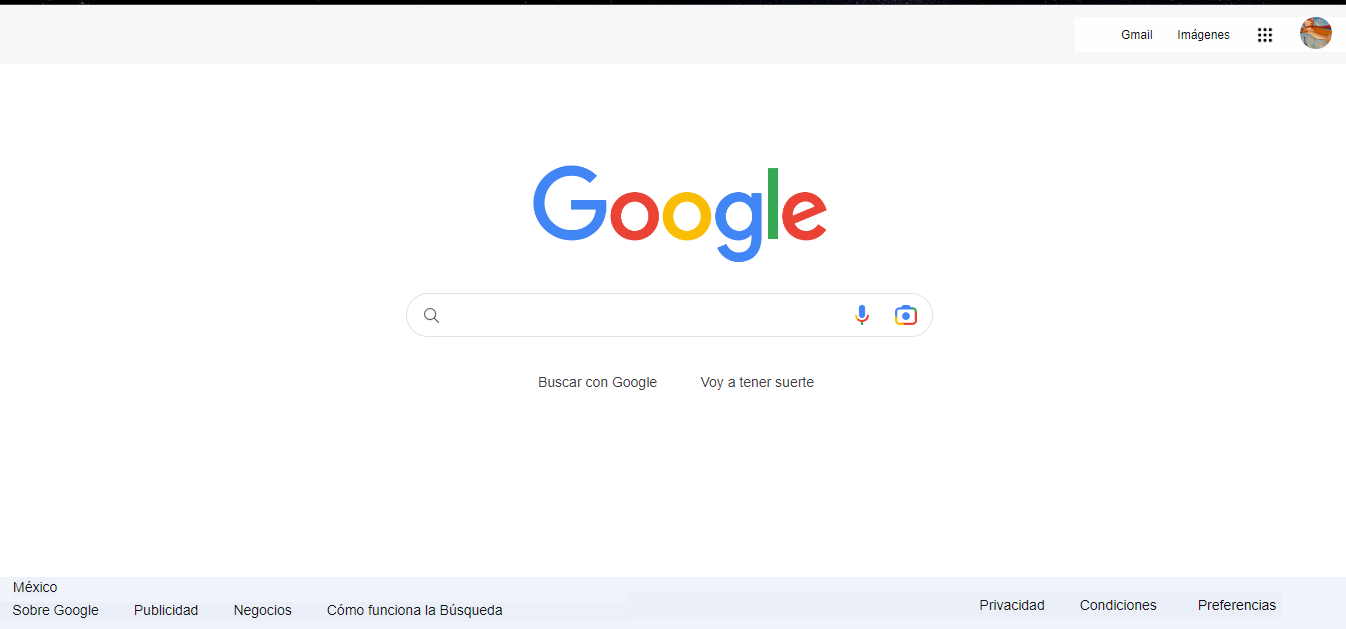 Gmail Imágenes
Google
Buscar con Google Voy a tener suerte
México
Sobre Google Publicidad Negocios Cómo funciona la Búsqueda Privacidad Condiciones Preferencias